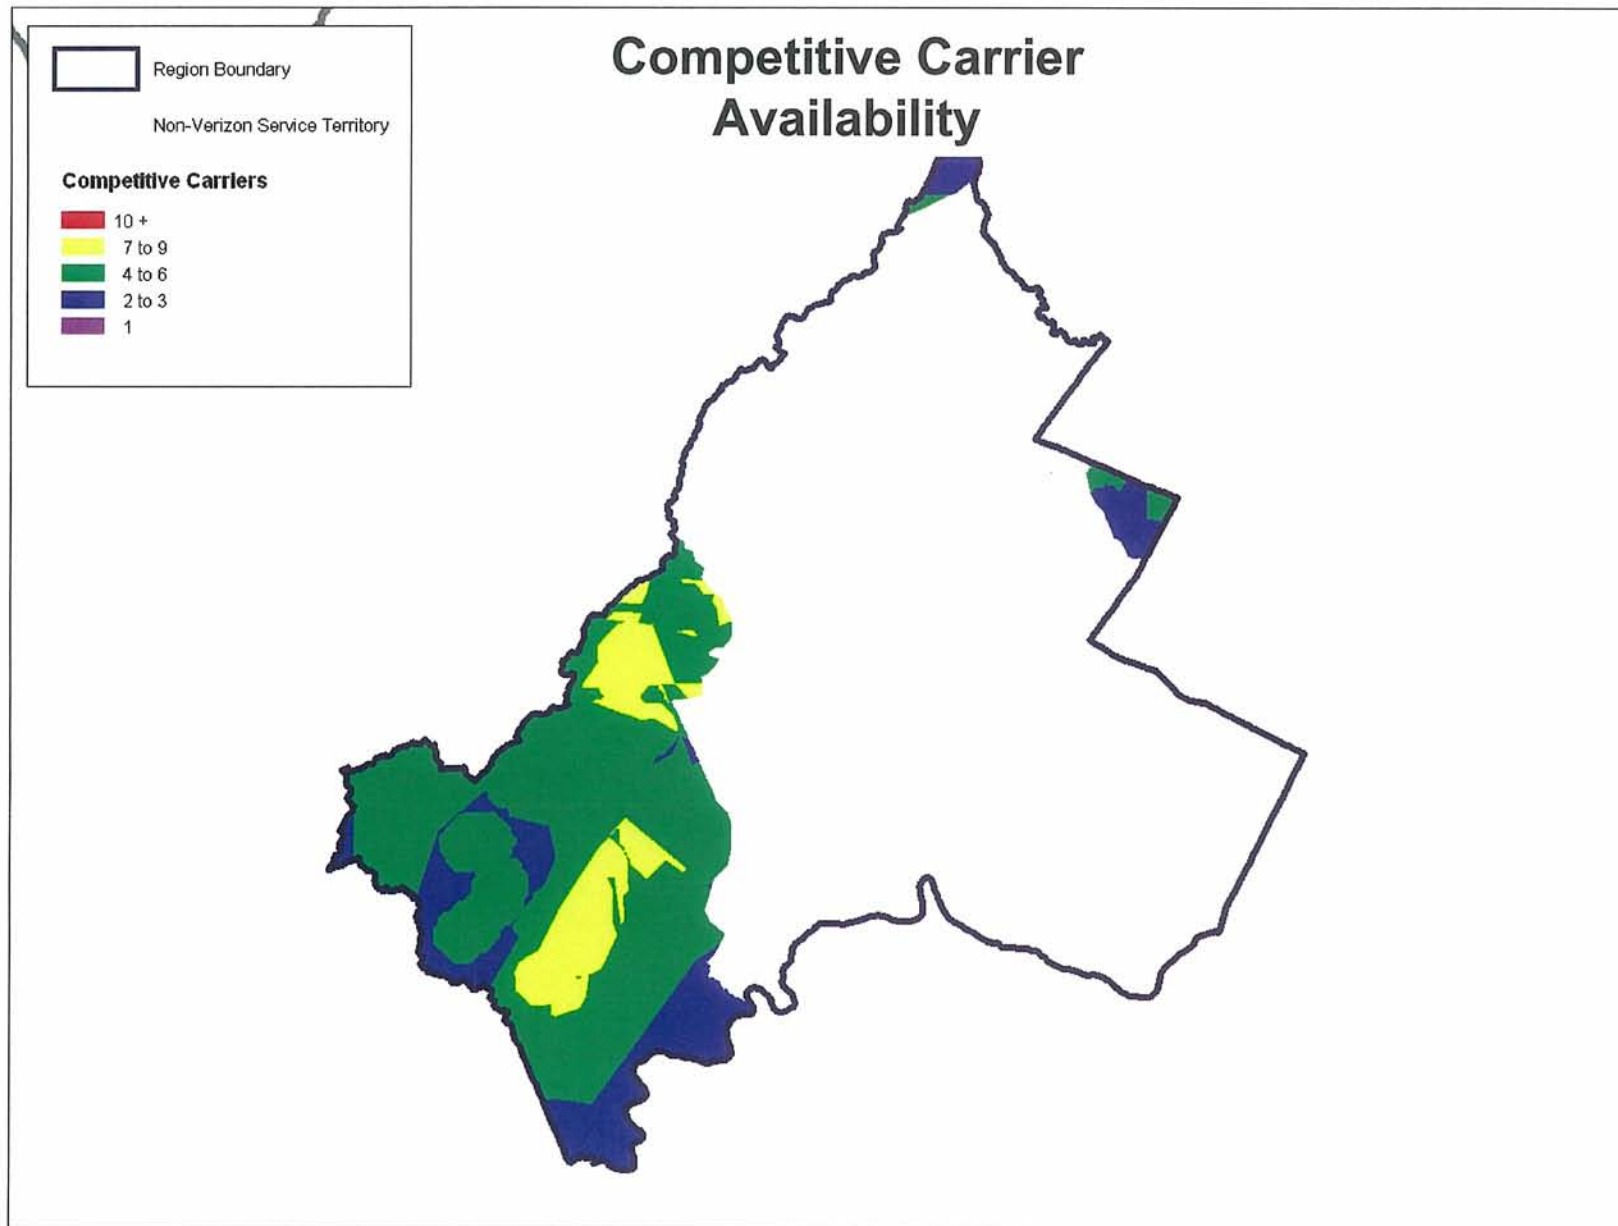 Competitive Carrier
Availability
Region Boundary
Non-Verizon Service Territory
Competitive Carriers
10 +
7 to 9
4 to 6
2 to 3
1